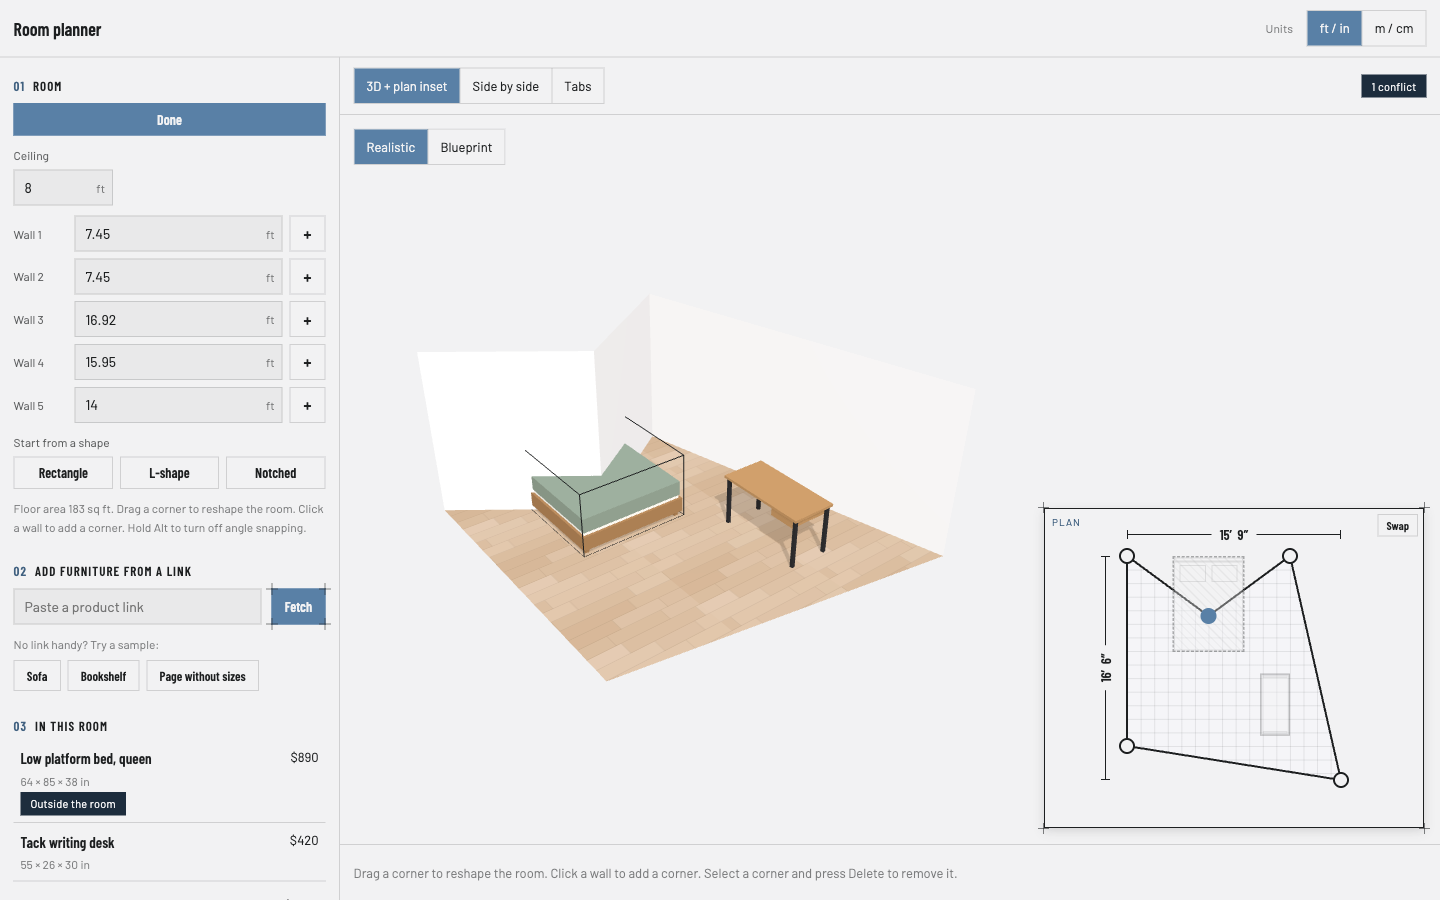 Room planner
Units
ft / in
m / cm
01 ROOM
Done
Ceiling
8 ft
Wall 1 7.45 ft +
Wall 2 7.45 ft +
Wall 3 16.92 ft +
Wall 4 15.95 ft +
Wall 5 14 ft +
Start from a shape
Rectangle
L-shape
Notched
Floor area 183 sq ft. Drag a corner to reshape the room. Click
a wall to add a corner. Hold Alt to turn off angle snapping.
02 ADD FURNITURE FROM A LINK
Paste a product link
Fetch
No link handy? Try a sample:
Sofa
Bookshelf
Page without sizes
03 IN THIS ROOM
Low platform bed, queen $890
64 × 85 × 38 in
Outside the room
Tack writing desk $420
55 × 26 × 30 in
3D + plan inset
Side by side
Tabs
1 conflict
Realistic
Blueprint
PLAN
Swap
15′ 9″
16′ 6″
Drag a corner to reshape the room. Click a wall to add a corner. Select a corner and press Delete to remove it.